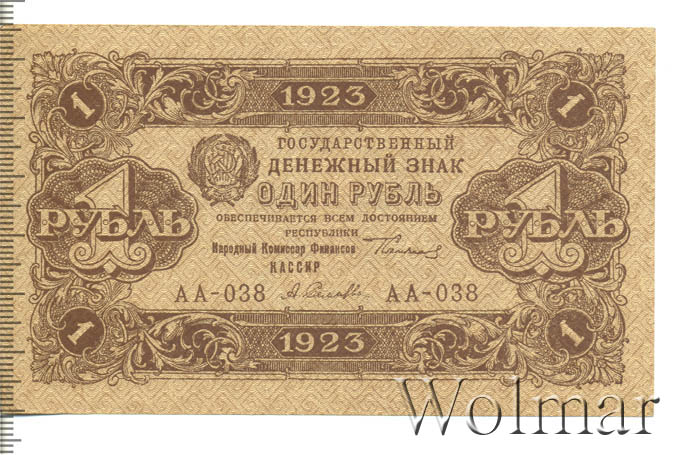 1 1923 1
ГОСУДАРСТВЕННЫЙ
ДЕНЕЖНЫЙ ЗНАК
ОДИН РУБЛЬ
ОБЕСПЕЧИВАЕТСЯ ВСЕМ ДОСТОЯНИЕМ
РЕСПУБЛИКИ
1 РУБЛЬ
1 РУБЛЬ
Народный Комиссар Финансов
КАССИР
АА-038 АА-038
1 1923 1
Wolmar